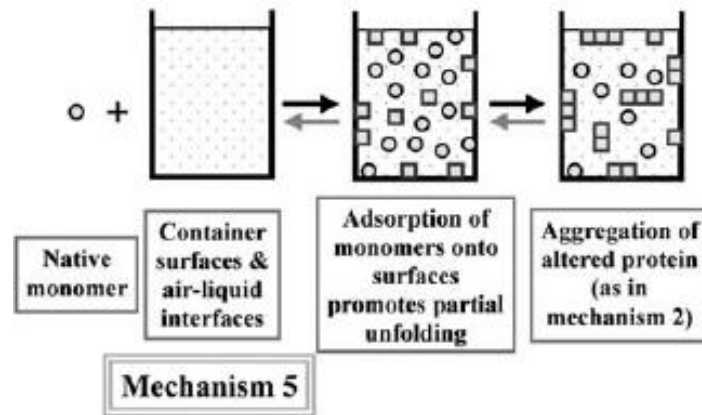 +
Native
monomer
Container
surfaces &
air-liquid
interfaces
Adsorption of
monomers onto
surfaces
promotes partial
unfolding
Aggregation of
altered protein
(as in
mechanism 2)
Mechanism 5